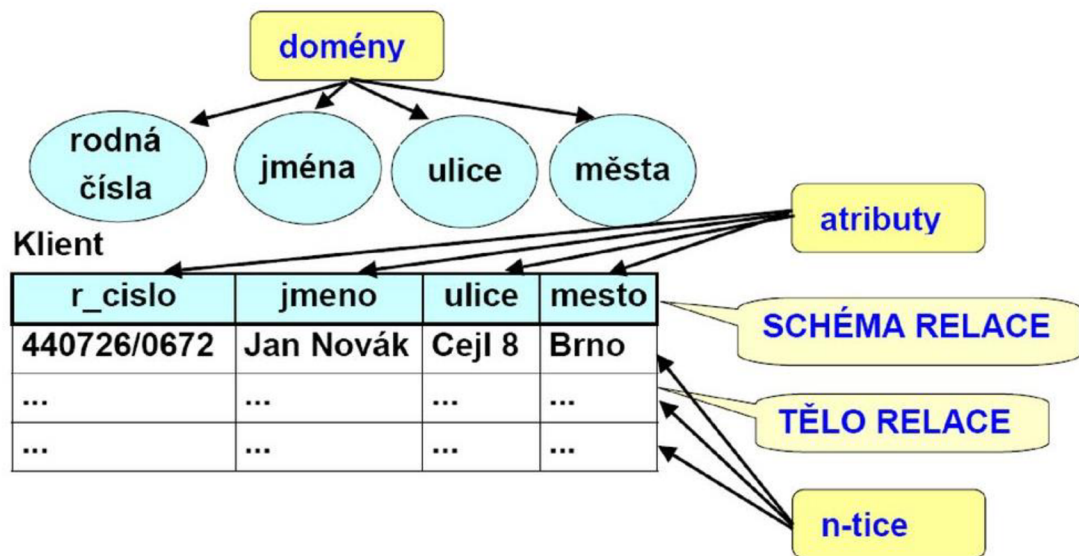 domény
rodná
čísla
jména
ulice
města
atributy
Klient
r_cislo jmeno ulice mesto
SCHÉMA RELACE
440726/0672 Jan Novák Cejl 8 Brno
... ... ... ...
TĚLO RELACE
... ... ... ...
n-tice